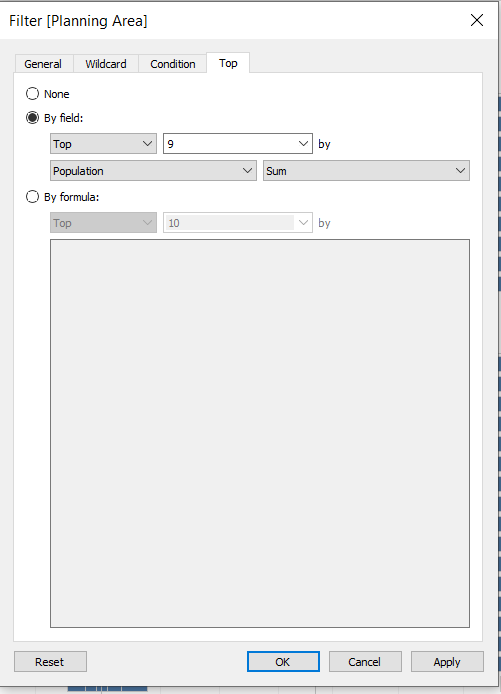 Filter [Planning Area]
General Wildcard Condition Top
None
By field:
Top 9 by
Population Sum
By formula:
Top 10 by
Reset OK Cancel Apply